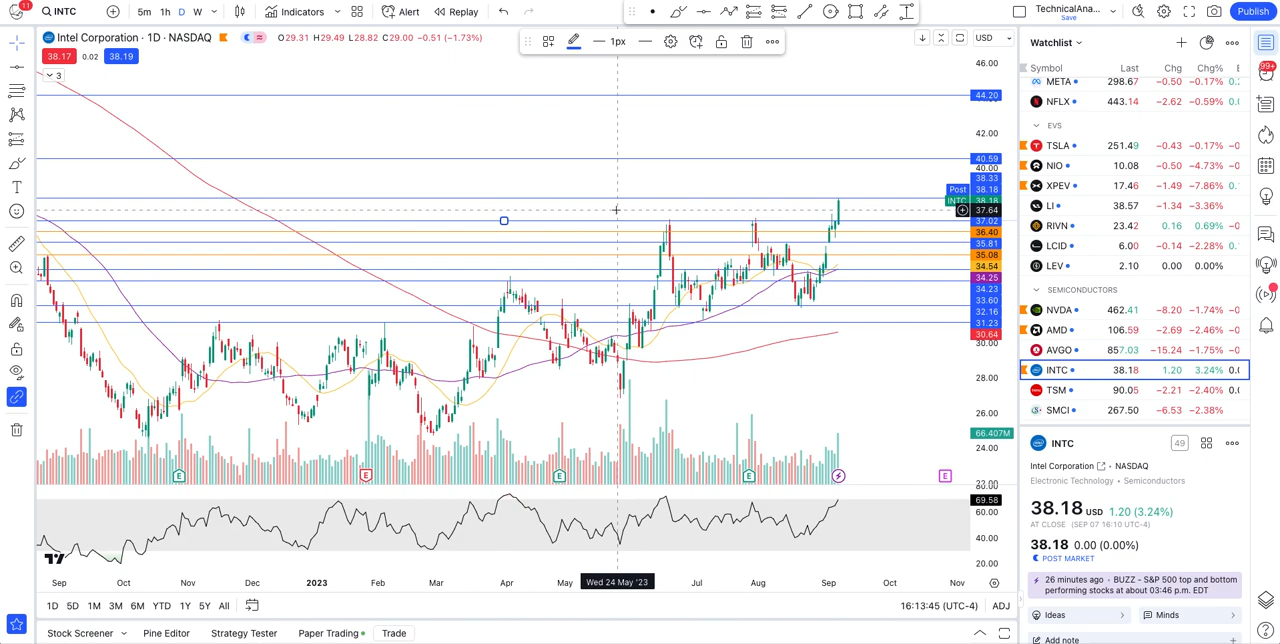 11
INTC
5m 1h D W
Indicators
Alert
Replay
TechnicalAna...
Save
Publish
Intel Corporation · 1D · NASDAQ
O29.31 H29.49 L28.82 C29.00 −0.51 (−1.73%)
38.17 0.02 38.19
3
1px
USD
46.00
44.20
42.00
40.59
40.00
38.33
Post 38.18
INTC 38.18
37.64
37.02
36.40
35.81
35.08
34.54
34.25
34.23
33.60
32.16
31.23
30.64
30.00
28.00
26.00
66.407M
24.00
E E E E E
69.58
60.00
40.00
20.00
Sep Oct Nov Dec 2023 Feb Mar Apr May Wed 24 May '23 Jul Aug Sep Oct Nov
1D 5D 1M 3M 6M YTD 1Y 5Y All
16:13:45 (UTC-4) ADJ
Stock Screener
Pine Editor
Strategy Tester
Paper Trading
Trade
Watchlist
Symbol Last Chg Chg%
META 298.67 −0.50 −0.17%
NFLX 443.14 −2.62 −0.59%
EVS
TSLA 251.49 −0.43 −0.17%
NIO 10.08 −0.50 −4.73%
XPEV 17.46 −1.49 −7.86%
LI 38.57 −1.34 −3.36%
RIVN 23.42 0.16 0.69%
LCID 6.00 −0.14 −2.28%
LEV 2.10 0.00 0.00%
SEMICONDUCTORS
NVDA 462.41 −8.20 −1.74%
AMD 106.59 −2.69 −2.46%
AVGO 857.03 −15.24 −1.75%
INTC 38.18 1.20 3.24%
TSM 90.05 −2.21 −2.40%
SMCI 267.50 −6.53 −2.38%
INTC
49
Intel Corporation · NASDAQ
Electronic Technology · Semiconductors
38.18 USD 1.20 (3.24%)
AT CLOSE (SEP 07 16:10 UTC-4)
38.18 0.00 (0.00%)
POST MARKET
26 minutes ago · BUZZ - S&P 500 top and bottom
performing stocks at about 03:46 p.m. EDT
Ideas
Minds
Add note
99+